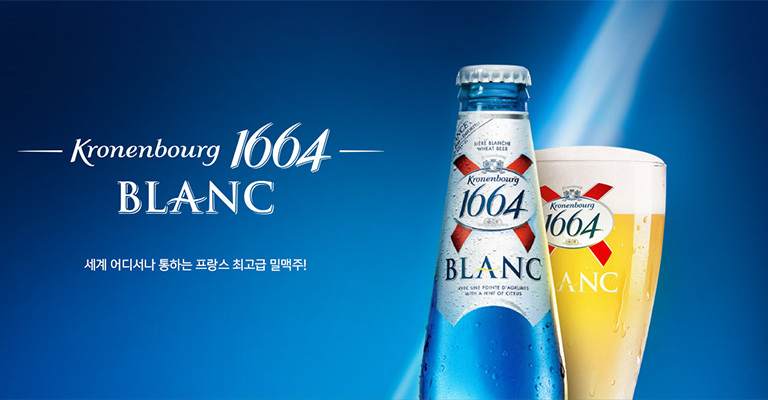 Kronenbourg 1664
BLANC
세계 어디서나 통하는 프랑스 최고급 밀맥주!
BIÈRE BLANCHE
WHEAT BEER
Kronenbourg
1664
BLANC
AVEC UNE POINTE D'AGRUMES
WITH A HINT OF CITRUS
Kronenbourg
1664
LANC